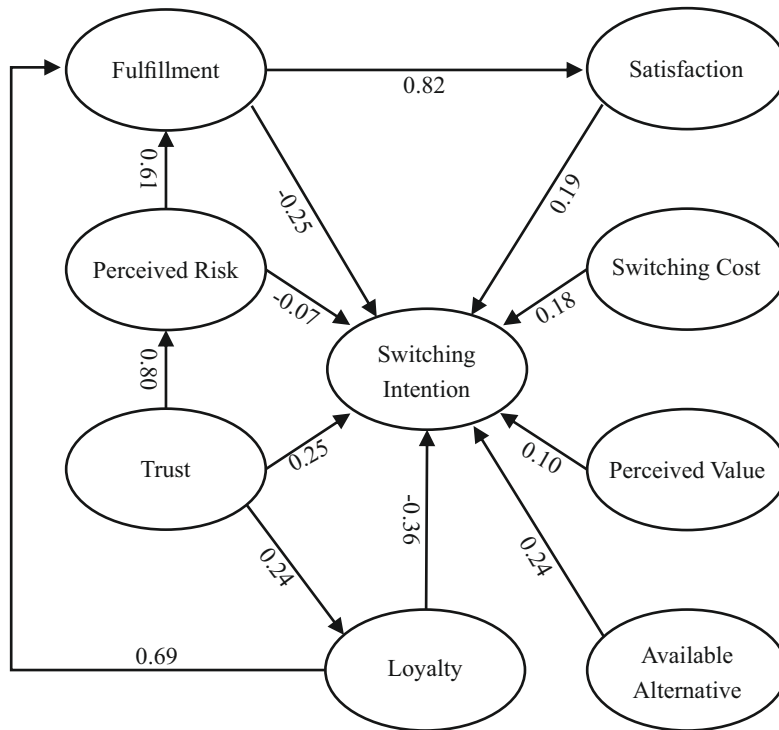 Fulfillment
0.82
Satisfaction
0.61
-0.25
0.19
Perceived Risk
-0.07
0.18
Switching Cost
0.80
Switching
Intention
Trust
0.25
0.10
Perceived Value
0.24
-0.36
0.24
0.69
Loyalty
Available
Alternative